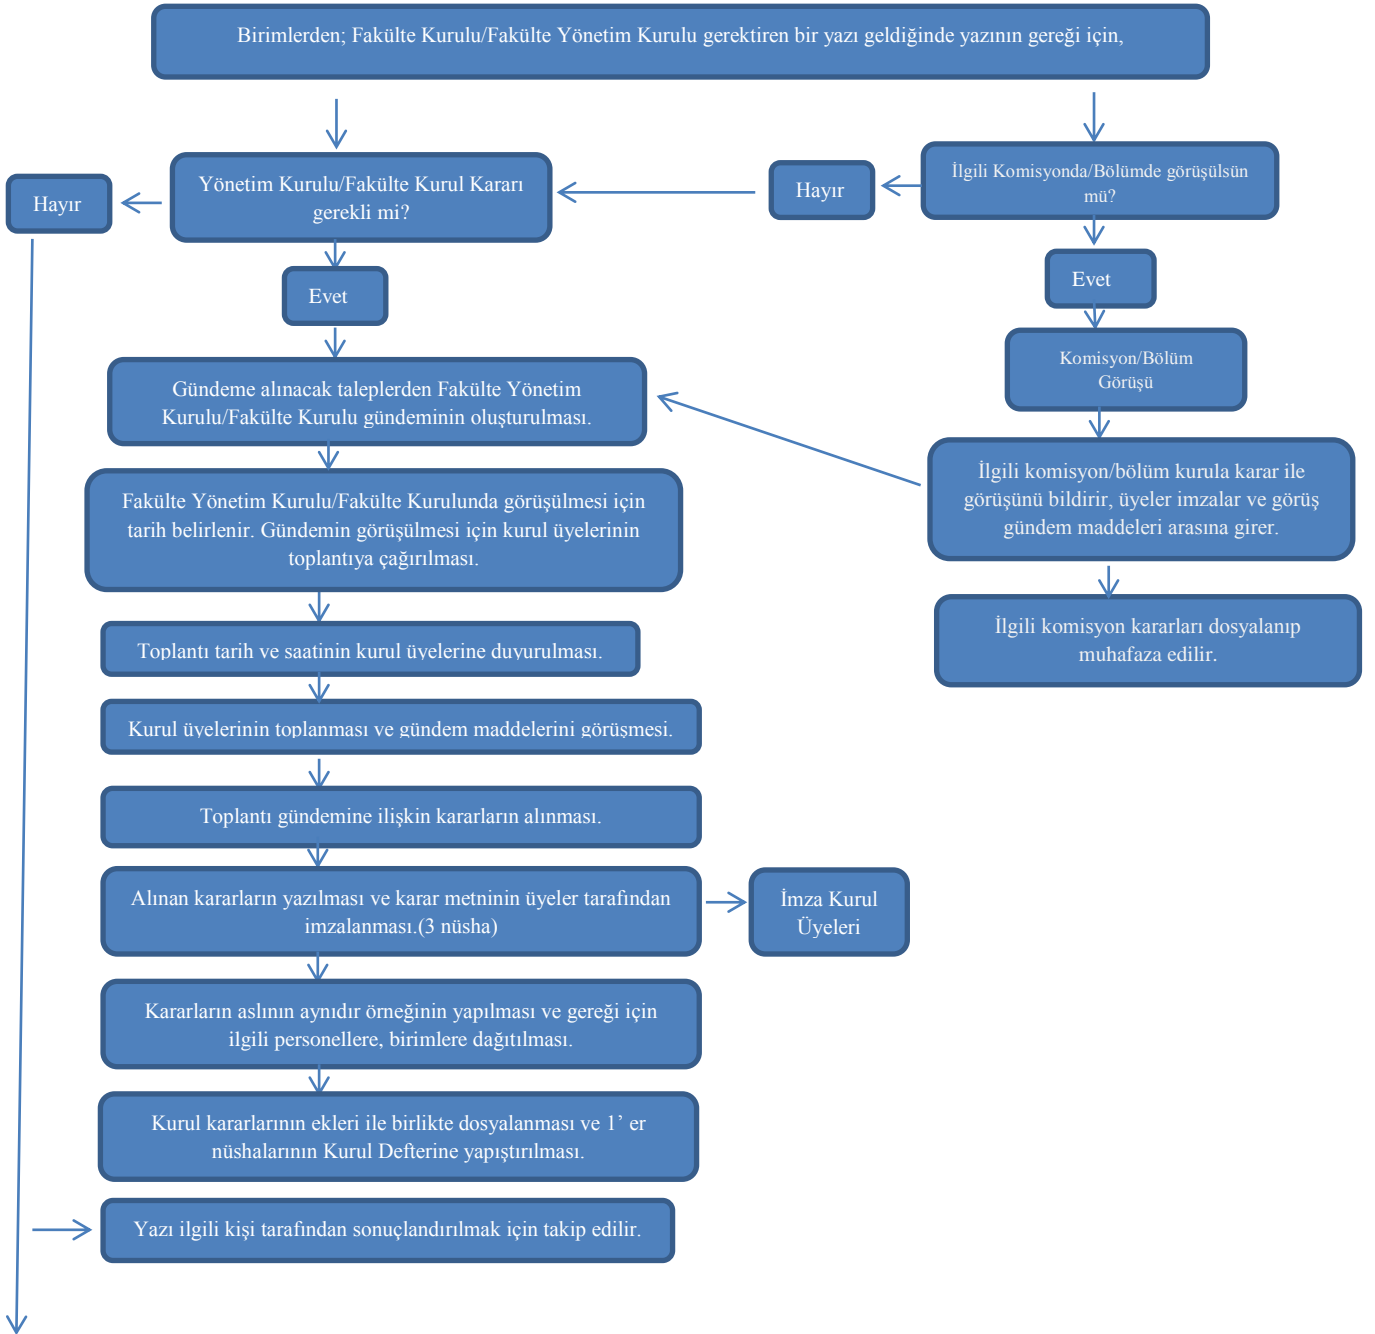 Birimlerden; Fakülte Kurulu/Fakülte Yönetim Kurulu gerektiren bir yazı geldiğinde yazının gereği için,
Hayır
Yönetim Kurulu/Fakülte Kurul Kararı
gerekli mi?
Hayır
İlgili Komisyonda/Bölümde görüşülsün
mü?
Evet
Evet
Komisyon/Bölüm
Görüşü
Gündeme alınacak taleplerden Fakülte Yönetim
Kurulu/Fakülte Kurulu gündeminin oluşturulması.
İlgili komisyon/bölüm kurula karar ile
görüşünü bildirir, üyeler imzalar ve görüş
gündem maddeleri arasına girer.
Fakülte Yönetim Kurulu/Fakülte Kurulunda görüşülmesi için
tarih belirlenir. Gündemin görüşülmesi için kurul üyelerinin
toplantıya çağırılması.
İlgili komisyon kararları dosyalanıp
muhafaza edilir.
Toplantı tarih ve saatinin kurul üyelerine duyurulması.
Kurul üyelerinin toplanması ve gündem maddelerini görüşmesi.
Toplantı gündemine ilişkin kararların alınması.
Alınan kararların yazılması ve karar metninin üyeler tarafından
imzalanması.(3 nüsha)
İmza Kurul
Üyeleri
Kararların aslının aynıdır örneğinin yapılması ve gereği için
ilgili personellere, birimlere dağıtılması.
Kurul kararlarının ekleri ile birlikte dosyalanması ve 1’ er
nüshalarının Kurul Defterine yapıştırılması.
Yazı ilgili kişi tarafından sonuçlandırılmak için takip edilir.